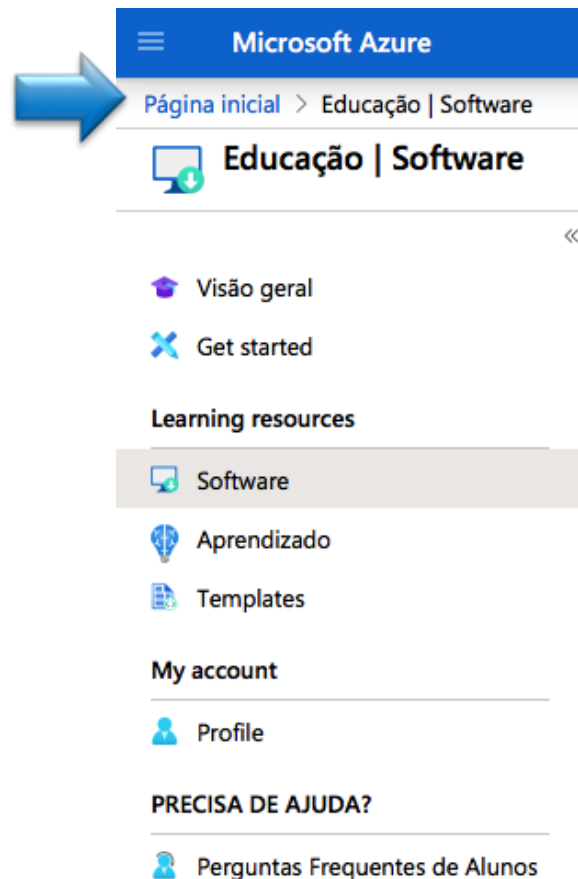 Microsoft Azure
Página inicial > Educação | Software
Educação | Software
«
Visão geral
Get started
Learning resources
Software
Aprendizado
Templates
My account
Profile
PRECISA DE AJUDA?
Perguntas Frequentes de Alunos